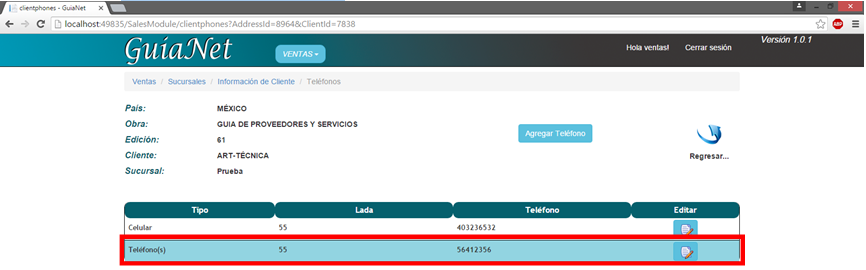 clientphones - GuiaNet
localhost:49835/SalesModule/clientphones?AddressId=8964&ClientId=7838
ABP
GuíaNet
VENTAS
Hola ventas!
Cerrar sesión
Versión 1.0.1
Ventas / Sucursales / Información de Cliente / Teléfonos
País: MÉXICO
Obra: GUIA DE PROVEEDORES Y SERVICIOS
Edición: 61
Cliente: ART-TÉCNICA
Sucursal: Prueba
Agregar Teléfono
Regresar...
Tipo Lada Teléfono Editar
Celular 55 403236532
Teléfono(s) 55 56412356